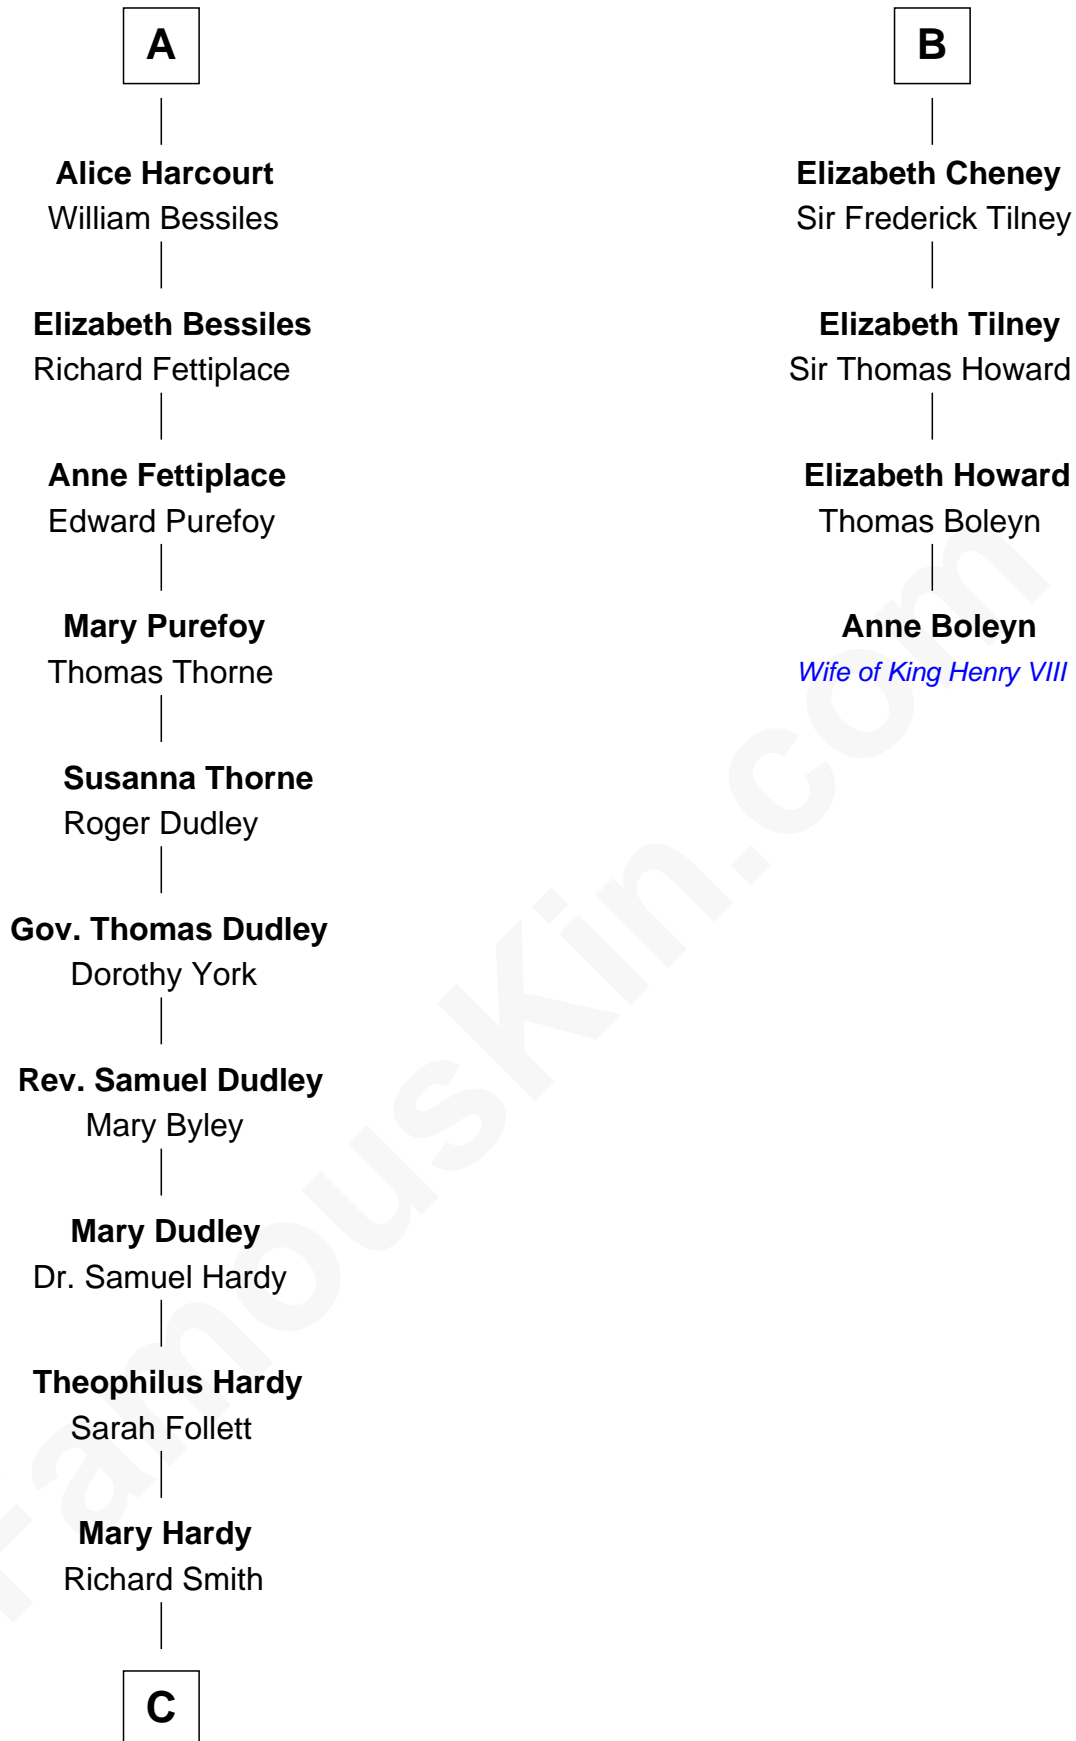 A
Alice Harcourt
William Bessiles
Elizabeth Bessiles
Richard Fettiplace
Anne Fettiplace
Edward Purefoy
Mary Purefoy
Thomas Thorne
Susanna Thorne
Roger Dudley
Gov. Thomas Dudley
Dorothy York
Rev. Samuel Dudley
Mary Byley
Mary Dudley
Dr. Samuel Hardy
Theophilus Hardy
Sarah Follett
Mary Hardy
Richard Smith
C
B
Elizabeth Cheney
Sir Frederick Tilney
Elizabeth Tilney
Sir Thomas Howard
Elizabeth Howard
Thomas Boleyn
Anne Boleyn
Wife of King Henry VIII
FamousKin.com